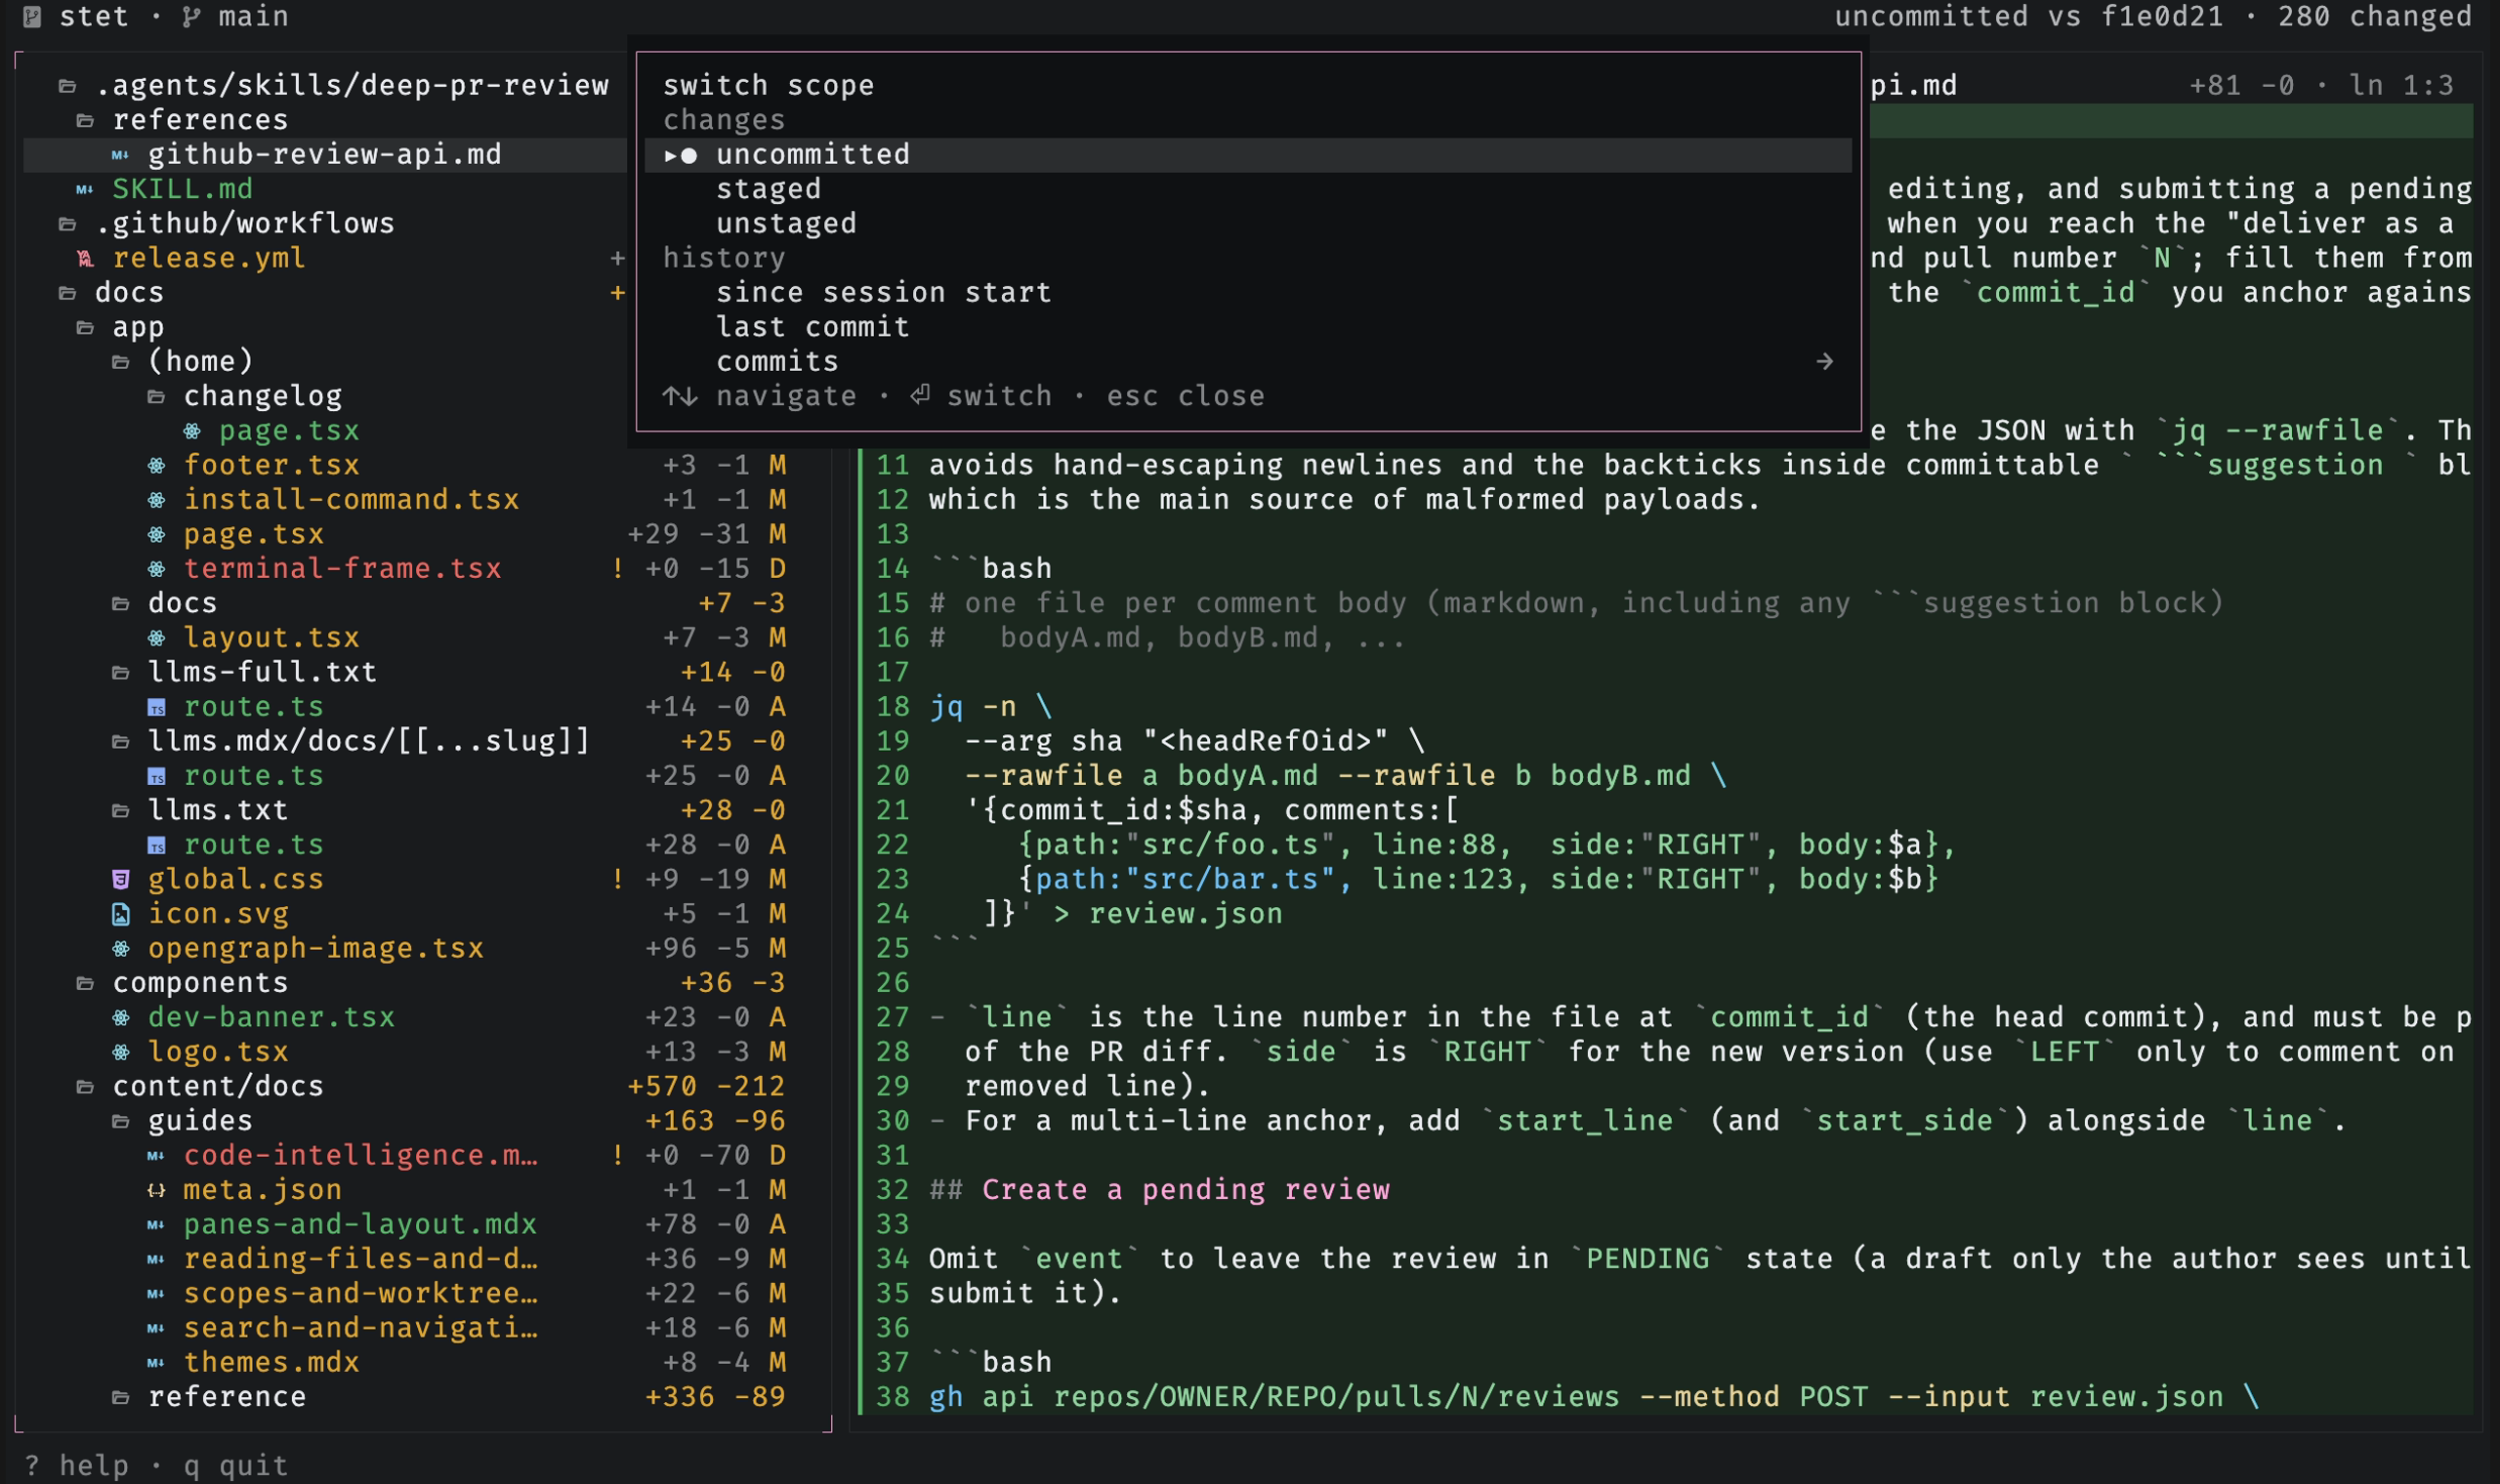 stet · main
uncommitted vs f1e0d21 · 280 changed
.agents/skills/deep-pr-review
references
github-review-api.md
SKILL.md
.github/workflows
release.yml +
docs +
app
(home)
changelog
page.tsx
footer.tsx +3 -1 M
install-command.tsx +1 -1 M
page.tsx +29 -31 M
terminal-frame.tsx ! +0 -15 D
docs +7 -3
layout.tsx +7 -3 M
llms-full.txt +14 -0
route.ts +14 -0 A
llms.mdx/docs/[[...slug]] +25 -0
route.ts +25 -0 A
llms.txt +28 -0
route.ts +28 -0 A
global.css ! +9 -19 M
icon.svg +5 -1 M
opengraph-image.tsx +96 -5 M
components +36 -3
dev-banner.tsx +23 -0 A
logo.tsx +13 -3 M
content/docs +570 -212
guides +163 -96
code-intelligence.m… ! +0 -70 D
meta.json +1 -1 M
panes-and-layout.mdx +78 -0 A
reading-files-and-d… +36 -9 M
scopes-and-worktree… +22 -6 M
search-and-navigati… +18 -6 M
themes.mdx +8 -4 M
reference +336 -89
switch scope
changes
▸● uncommitted
staged
unstaged
history
since session start
last commit
commits →
↑↓ navigate · ⏎ switch · esc close
pi.md +81 -0 · ln 1:3
editing, and submitting a pending
when you reach the "deliver as a
nd pull number `N`; fill them from
the `commit_id` you anchor agains
e the JSON with `jq --rawfile`. Th
11 avoids hand-escaping newlines and the backticks inside committable ` ```suggestion ` bl
12 which is the main source of malformed payloads.
13
14 ```bash
15 # one file per comment body (markdown, including any ```suggestion block)
16 #   bodyA.md, bodyB.md, ...
17
18 jq -n \
19   --arg sha "<headRefOid>" \
20   --rawfile a bodyA.md --rawfile b bodyB.md \
21   '{commit_id:$sha, comments:[
22      {path:"src/foo.ts", line:88,  side:"RIGHT", body:$a},
23      {path:"src/bar.ts", line:123, side:"RIGHT", body:$b}
24    ]}' > review.json
25 ```
26
27 - `line` is the line number in the file at `commit_id` (the head commit), and must be p
28   of the PR diff. `side` is `RIGHT` for the new version (use `LEFT` only to comment on
29   removed line).
30 - For a multi-line anchor, add `start_line` (and `start_side`) alongside `line`.
31
32 ## Create a pending review
33
34 Omit `event` to leave the review in `PENDING` state (a draft only the author sees until
35 submit it).
36
37 ```bash
38 gh api repos/OWNER/REPO/pulls/N/reviews --method POST --input review.json \
? help · q quit